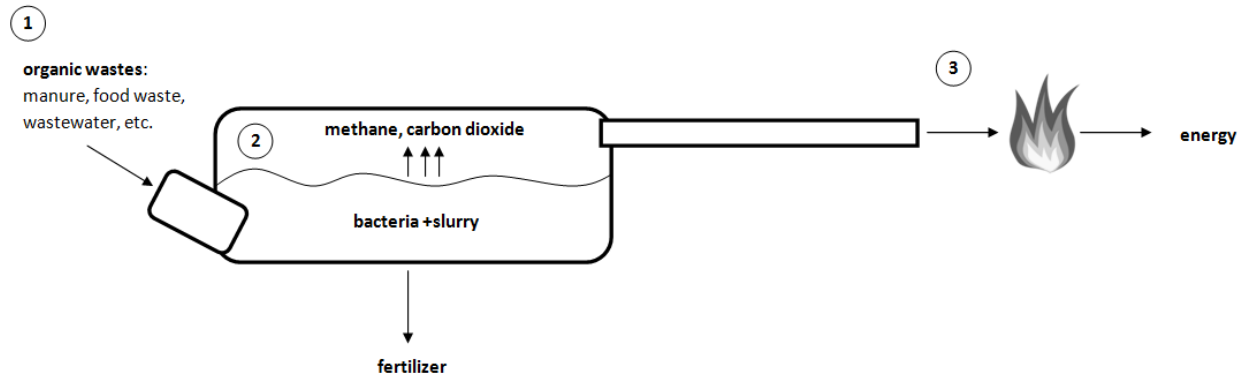 1
organic wastes:
manure, food waste,
wastewater, etc.
2
methane, carbon dioxide
bacteria +slurry
fertilizer
3
energy